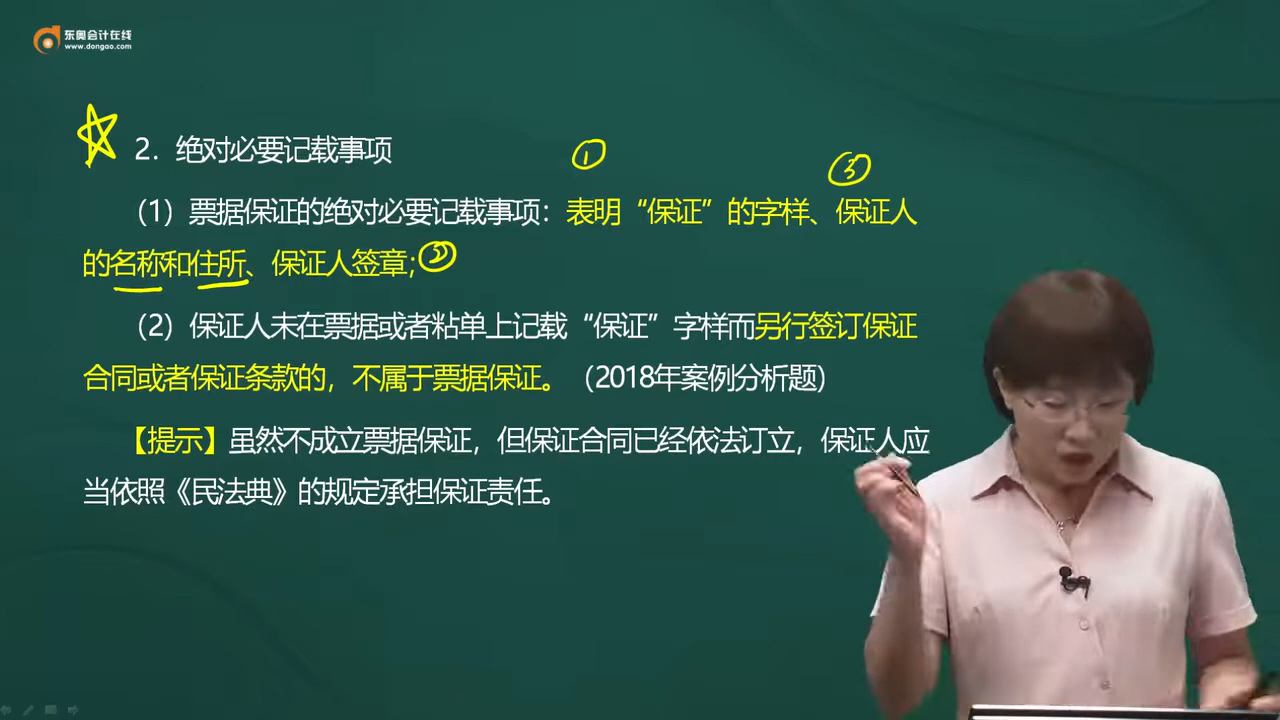 东奥会计在线
www.dongao.com
2. 绝对必要记载事项
①
③
（1）票据保证的绝对必要记载事项：表明“保证”的字样、保证人
的名称和住所、保证人签章；②
（2）保证人未在票据或者粘单上记载“保证”字样而另行签订保证
合同或者保证条款的，不属于票据保证。（2018年案例分析题）
【提示】虽然不成立票据保证，但保证合同已经依法订立，保证人应
当依照《民法典》的规定承担保证责任。